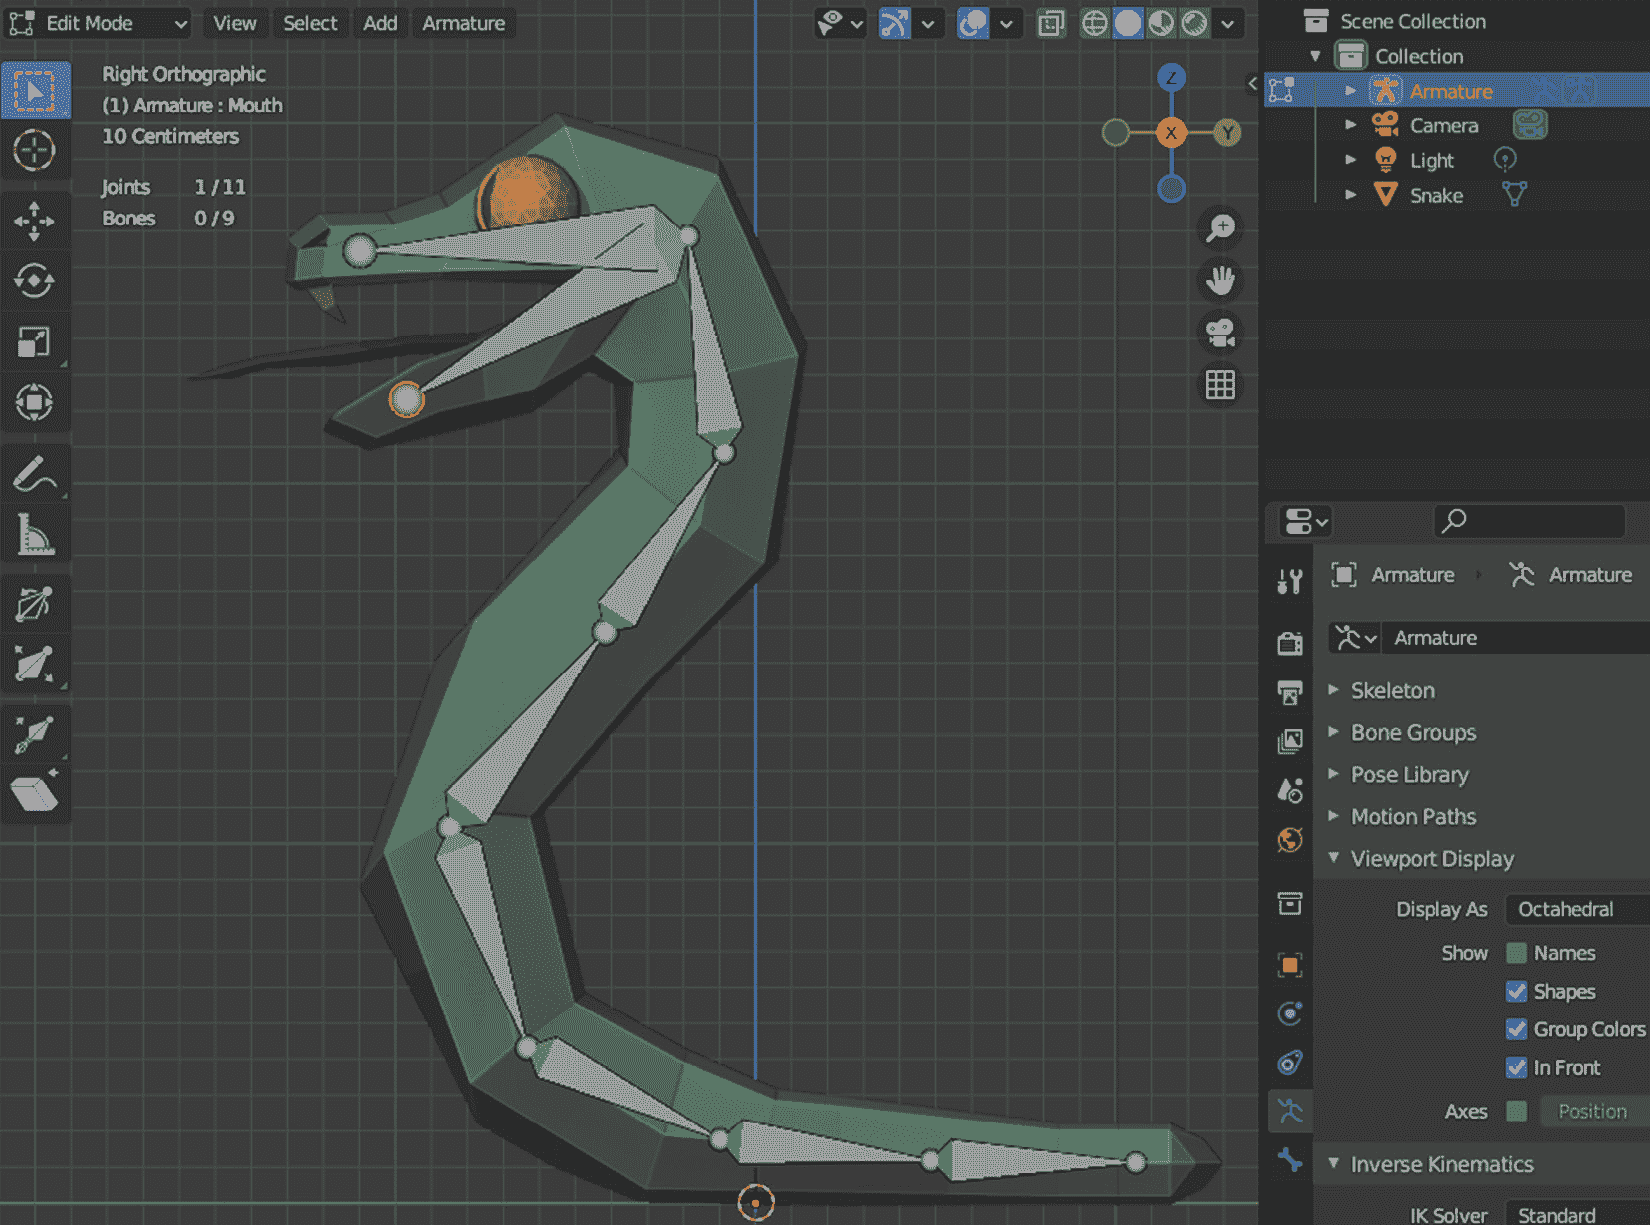 Edit Mode View Select Add Armature
Right Orthographic
(1) Armature : Mouth
10 Centimeters
Joints 1 / 11
Bones 0 / 9
Z
X
Y
Scene Collection
Collection
Armature
Camera
Light
Snake
Armature Armature
Armature
Skeleton
Bone Groups
Pose Library
Motion Paths
Viewport Display
Display As Octahedral
Show Names
Shapes
Group Colors
In Front
Axes Position
Inverse Kinematics
IK Solver Standard